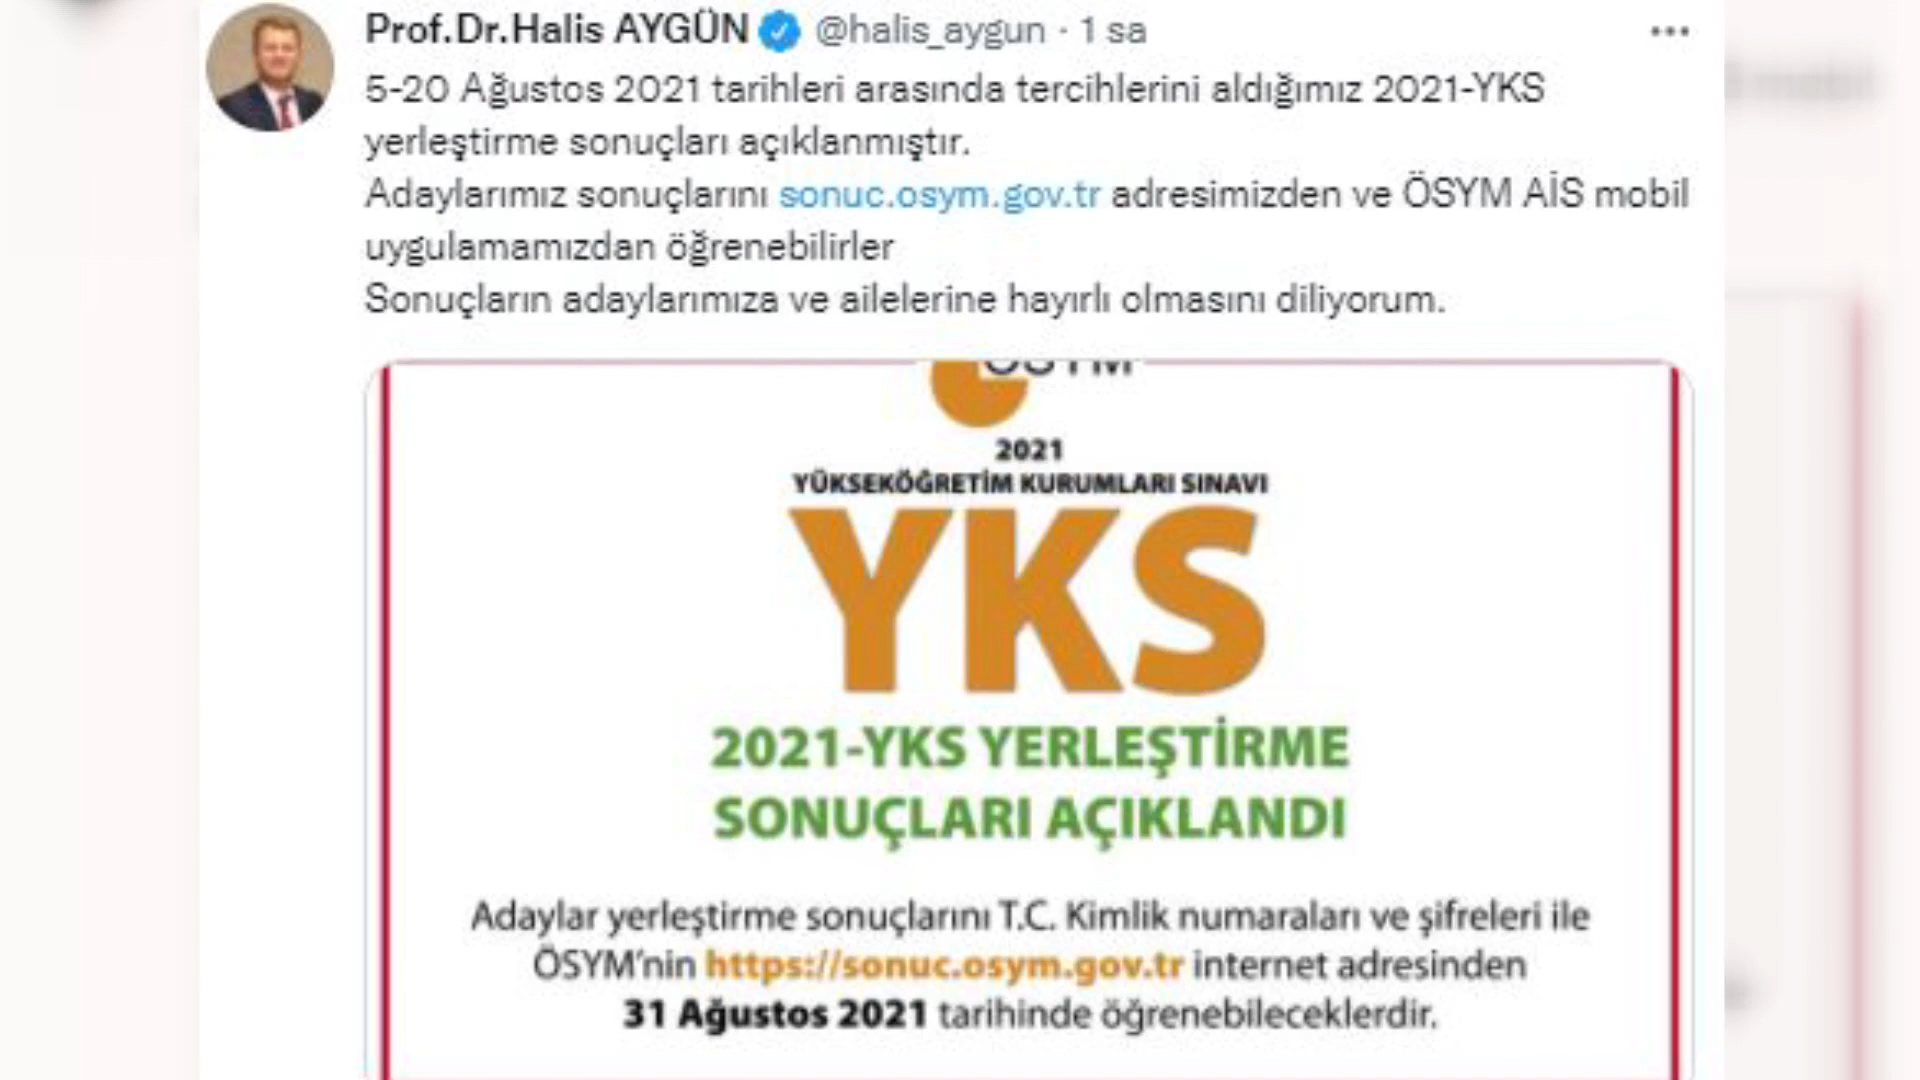 Prof.Dr.Halis AYGÜN @halis_aygun · 1 sa
5-20 Ağustos 2021 tarihleri arasında tercihlerini aldığımız 2021-YKS
yerleştirme sonuçları açıklanmıştır.
Adaylarımız sonuçlarını sonuc.osym.gov.tr adresimizden ve ÖSYM AİS mobil
uygulamamızdan öğrenebilirler
Sonuçların adaylarımıza ve ailelerine hayırlı olmasını diliyorum.
ÖSYM
2021
YÜKSEKÖĞRETİM KURUMLARI SINAVI
YKS
2021-YKS YERLEŞTİRME
SONUÇLARI AÇIKLANDI
Adaylar yerleştirme sonuçlarını T.C. Kimlik numaraları ve şifreleri ile
ÖSYM'nin https://sonuc.osym.gov.tr internet adresinden
31 Ağustos 2021 tarihinde öğrenebileceklerdir.